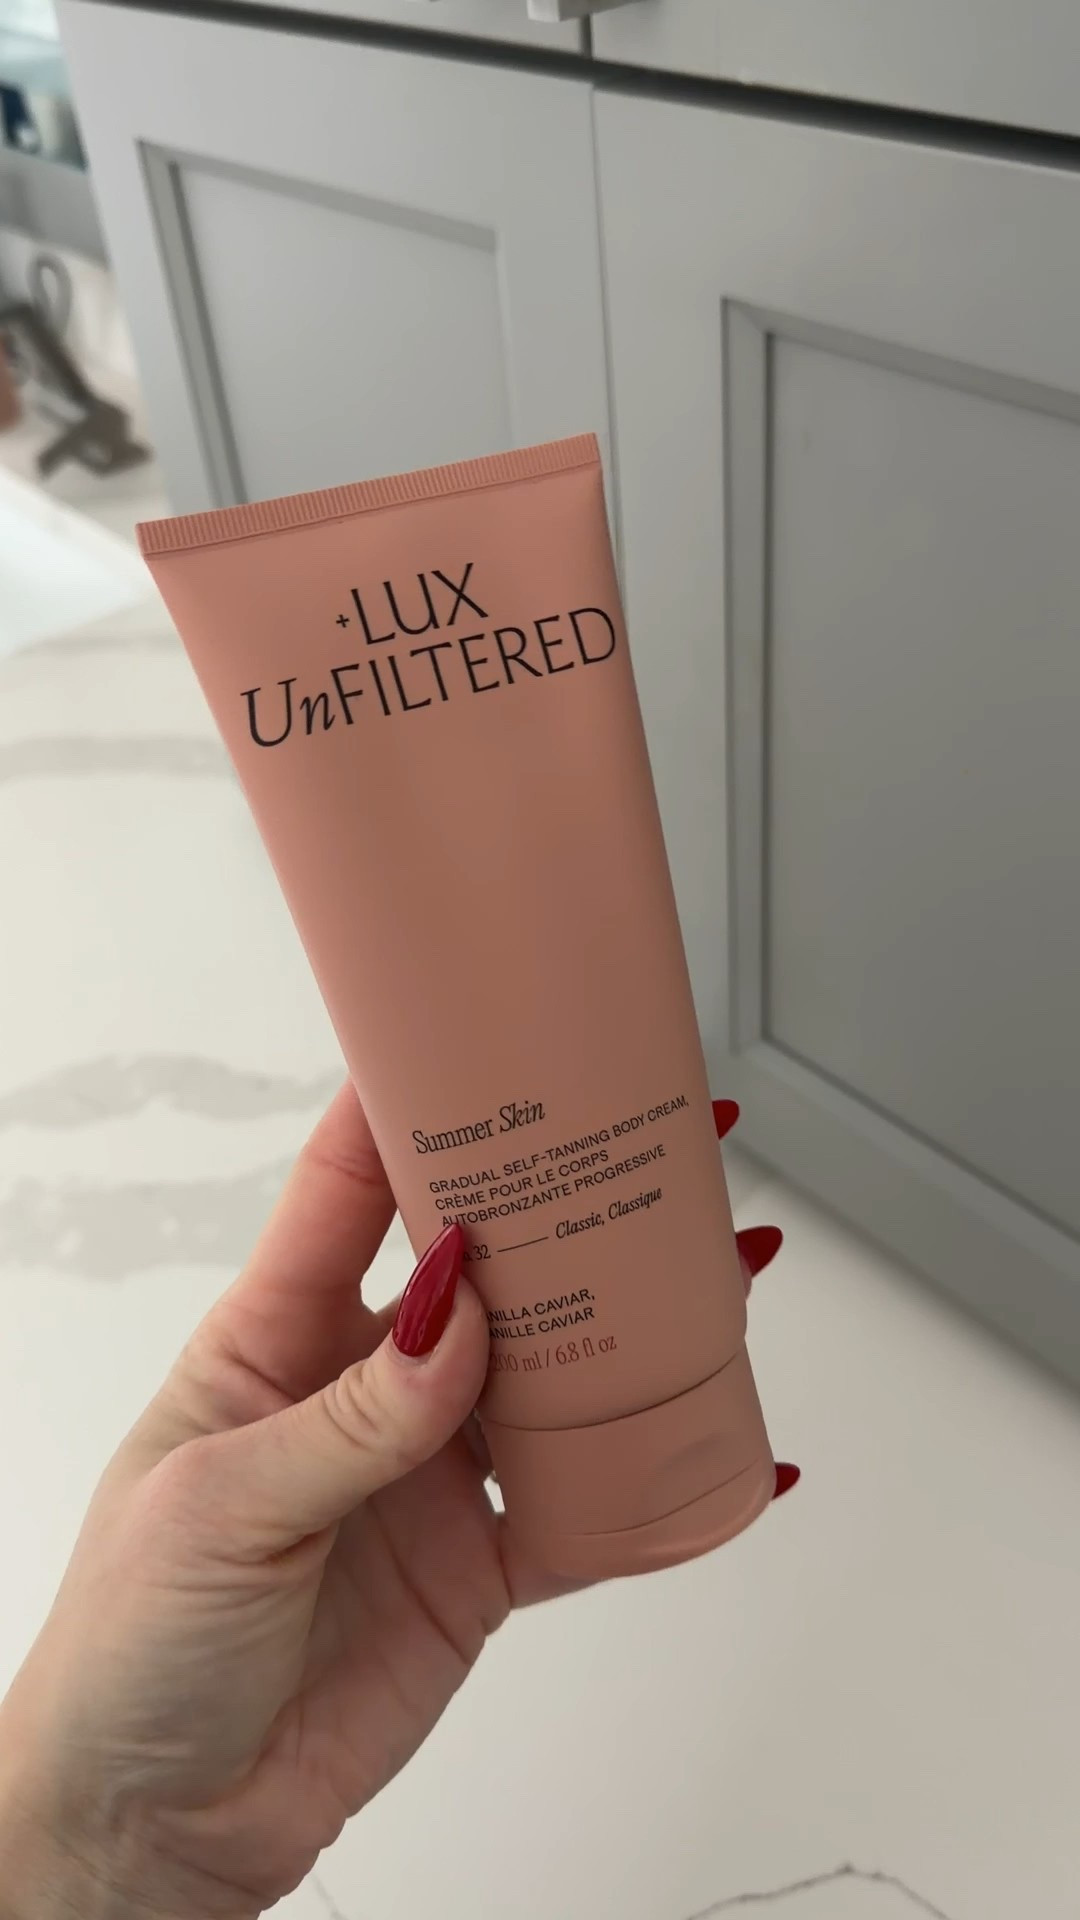 +LUX
UnFILTERED
Summer Skin
GRADUAL SELF-TANNING BODY CREAM,
CRÈME POUR LE CORPS
AUTOBRONZANTE PROGRESSIVE
32 —— Classic, Classique
CAVIAR,
CAVIAR
200 ml / 6.8 fl oz